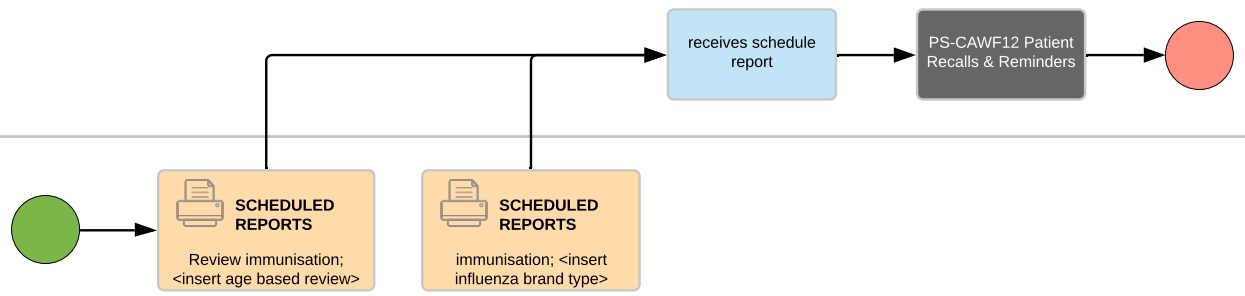 receives schedule
report
PS-CAWF12 Patient
Recalls & Reminders
SCHEDULED
REPORTS
Review immunisation;
<insert age based review>
SCHEDULED
REPORTS
immunisation; <insert
influenza brand type>